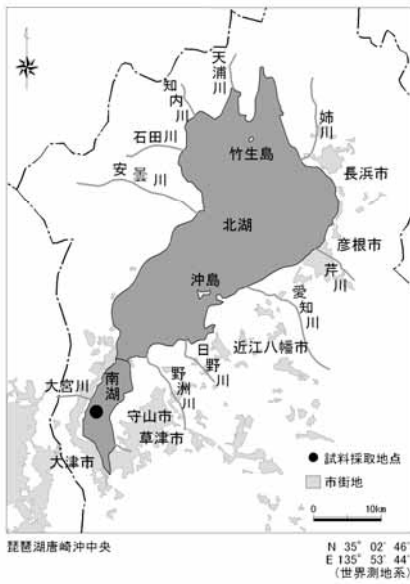 天浦川
知内川
石田川
安曇川
姉川
竹生島
長浜市
北湖
彦根市
芹川
沖島
愛知川
近江八幡市
日野川
野洲川
南湖
大宮川
守山市
草津市
大津市
試料採取地点
市街地
0 10km
琵琶湖唐崎沖中央
N 35° 02' 46"
E 135° 53' 44"
(世界測地系)